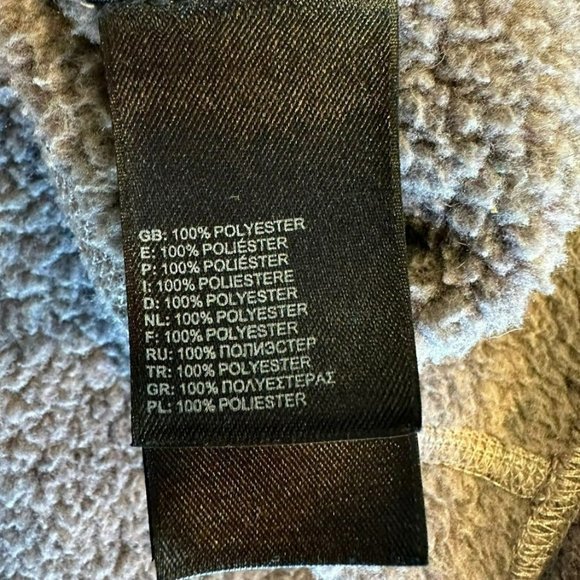 GB: 100% POLYESTER
E: 100% POLIÉSTER
P: 100% POLIÉSTER
I: 100% POLIESTERE
D: 100% POLYESTER
NL: 100% POLYESTER
F: 100% POLYESTER
RU: 100% ПОЛИЭСТЕР
TR: 100% POLYESTER
GR: 100% ΠΟΛΥΕΣΤΕΡΑΣ
PL: 100% POLIESTER